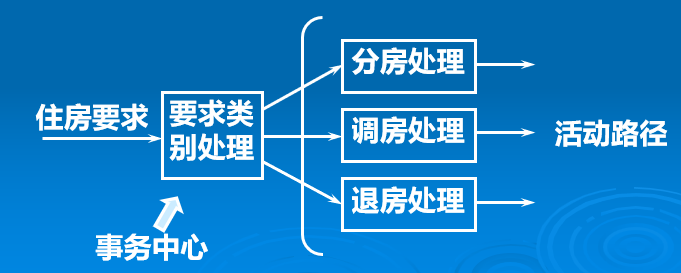 住房要求
要求类
别处理
分房处理
调房处理
退房处理
活动路径
事务中心